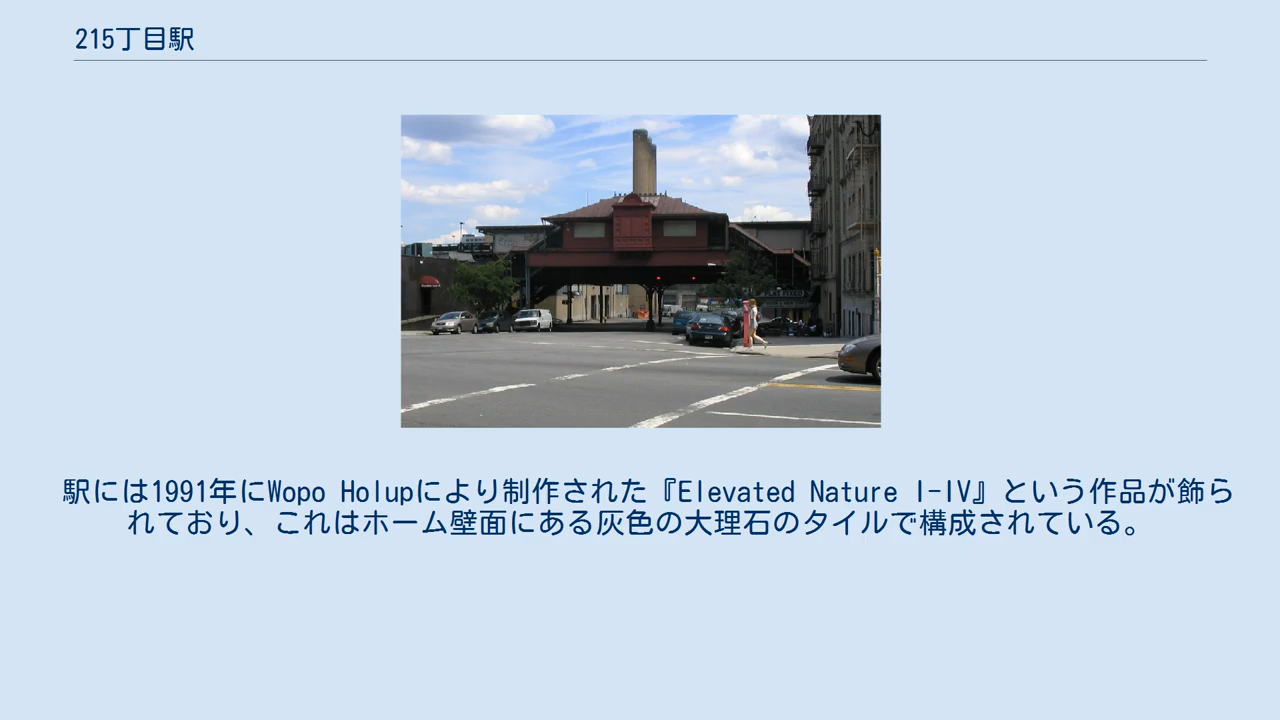 215丁目駅
駅には1991年にWopo Holupにより制作された『Elevated Nature I-IV』という作品が飾ら
れており、これはホーム壁面にある灰色の大理石のタイルで構成されている。